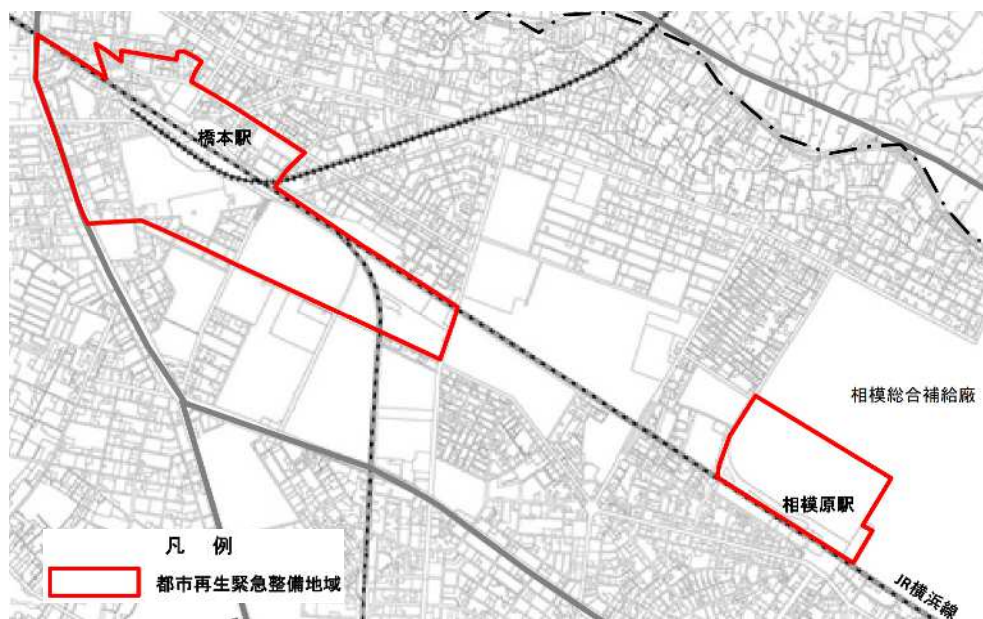 橋本駅
相模総合補給廠
相模原駅
JR横浜線
凡 例
都市再生緊急整備地域